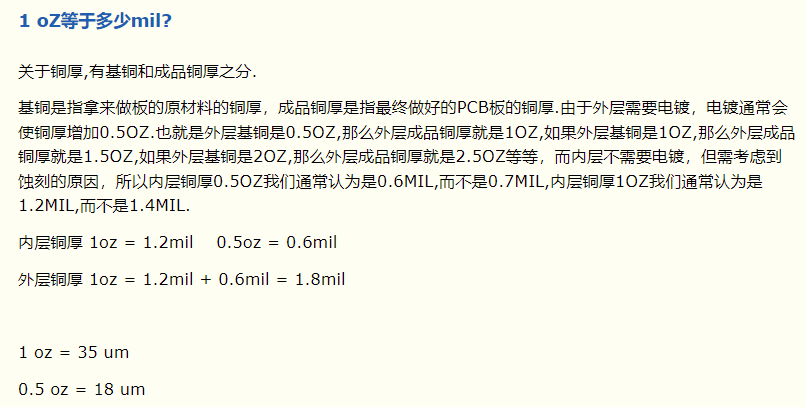 1 oZ等于多少mil?
关于铜厚,有基铜和成品铜厚之分.
基铜是指拿来做板的原材料的铜厚，成品铜厚是指最终做好的PCB板的铜厚.由于外层需要电镀，电镀通常会
使铜厚增加0.5OZ.也就是外层基铜是0.5OZ,那么外层成品铜厚就是1OZ,如果外层基铜是1OZ,那么外层成品
铜厚就是1.5OZ,如果外层基铜是2OZ,那么外层成品铜厚就是2.5OZ等等，而内层不需要电镀，但需考虑到
蚀刻的原因，所以内层铜厚0.5OZ我们通常认为是0.6MIL,而不是0.7MIL,内层铜厚1OZ我们通常认为是
1.2MIL,而不是1.4MIL.
内层铜厚 1oz = 1.2mil 0.5oz = 0.6mil
外层铜厚 1oz = 1.2mil + 0.6mil = 1.8mil
1 oz = 35 um
0.5 oz = 18 um